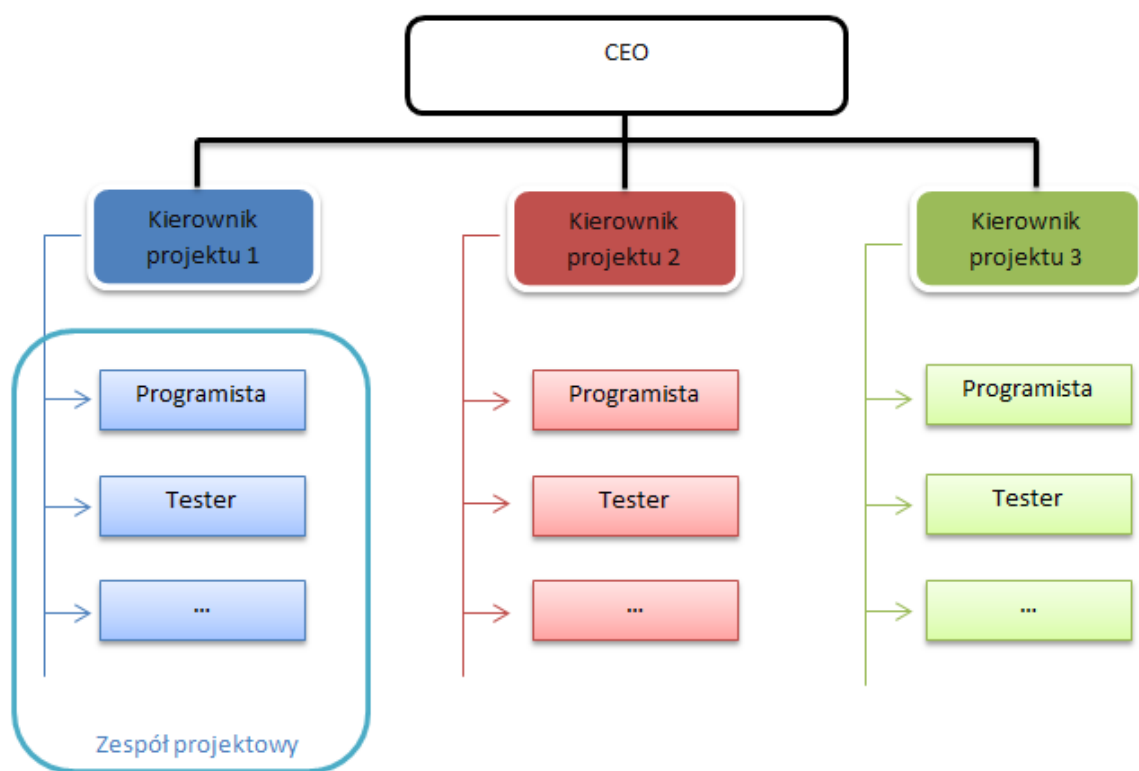 CEO
Kierownik
projektu 1
Kierownik
projektu 2
Kierownik
projektu 3
Programista
Tester
...
Programista
Tester
...
Programista
Tester
...
Zespół projektowy